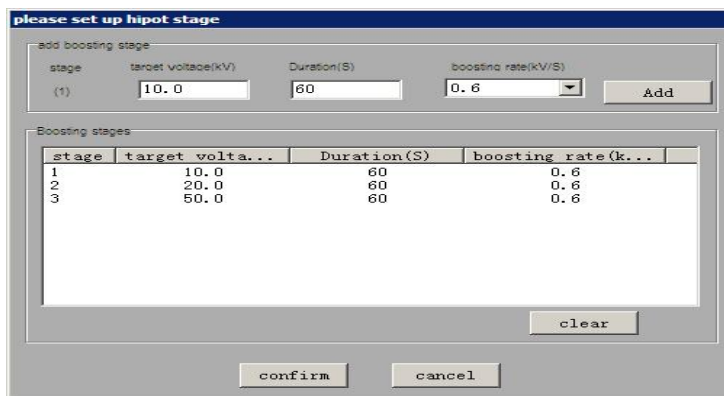 please set up hipot stage
add boosting stage
stage target voltage(kV) Duration(S) boosting rate(kV/S)
(1) 10.0 60 0.6 Add
Boosting stages
stage target volta... Duration(S) boosting rate(k...
1 10.0 60 0.6
2 20.0 60 0.6
3 50.0 60 0.6
clear
confirm cancel